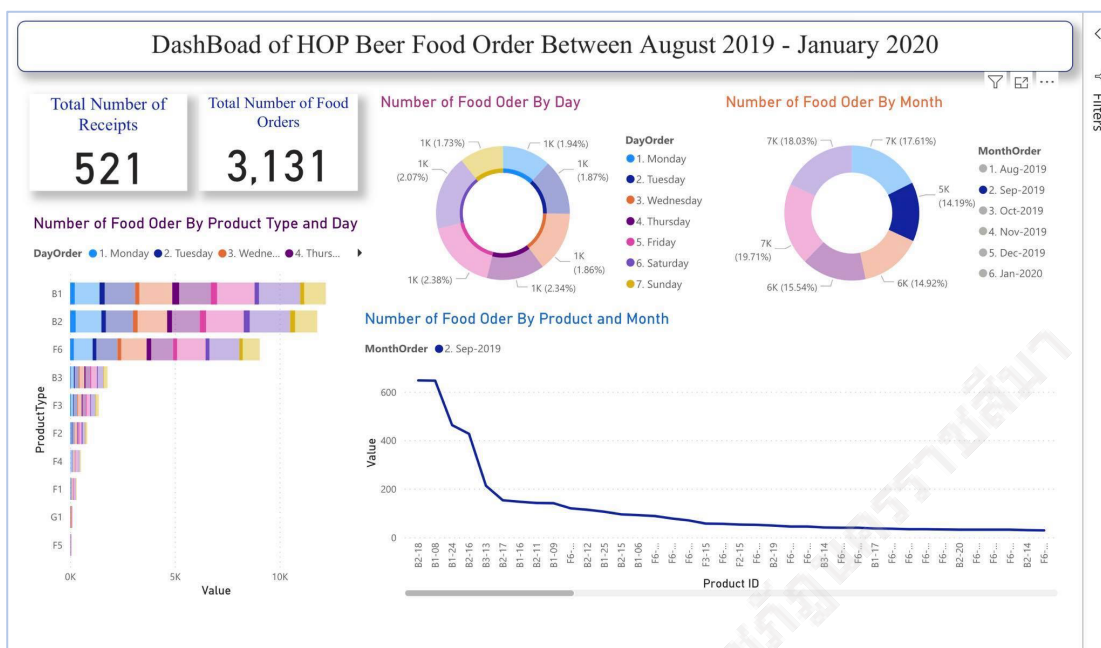 DashBoad of HOP Beer Food Order Between August 2019 - January 2020
Filters
Total Number of
Receipts
521
Total Number of Food
Orders
3,131
Number of Food Oder By Day
1K (1.73%)
1K (1.94%)
1K
(2.07%)
1K
(1.87%)
1K
(1.86%)
1K (2.38%)
1K (2.34%)
DayOrder
1. Monday
2. Tuesday
3. Wednesday
4. Thursday
5. Friday
6. Saturday
7. Sunday
Number of Food Oder By Month
7K (18.03%)
7K (17.61%)
5K
(14.19%)
7K
(19.71%)
6K (15.54%)
6K (14.92%)
MonthOrder
1. Aug-2019
2. Sep-2019
3. Oct-2019
4. Nov-2019
5. Dec-2019
6. Jan-2020
Number of Food Oder By Product Type and Day
DayOrder 1. Monday 2. Tuesday 3. Wedne... 4. Thurs...
ProductType
B1
B2
F6
B3
F3
F2
F4
F1
G1
F5
0K 5K 10K
Value
Number of Food Oder By Product and Month
MonthOrder 2. Sep-2019
Value
600
400
200
0
B2-18
B1-08
B1-24
B2-16
B3-13
B2-17
B1-16
B2-11
B1-09
F6-...
B2-12
B1-25
B2-15
B1-06
F6-...
F6-...
F6-...
F3-15
F6-...
F2-15
F6-...
B2-19
F6-...
F6-...
B3-14
F6-...
F6-...
B1-17
F6-...
F6-...
F6-...
F6-...
B2-20
F6-...
F6-...
F6-...
B2-14
F6-...
Product ID